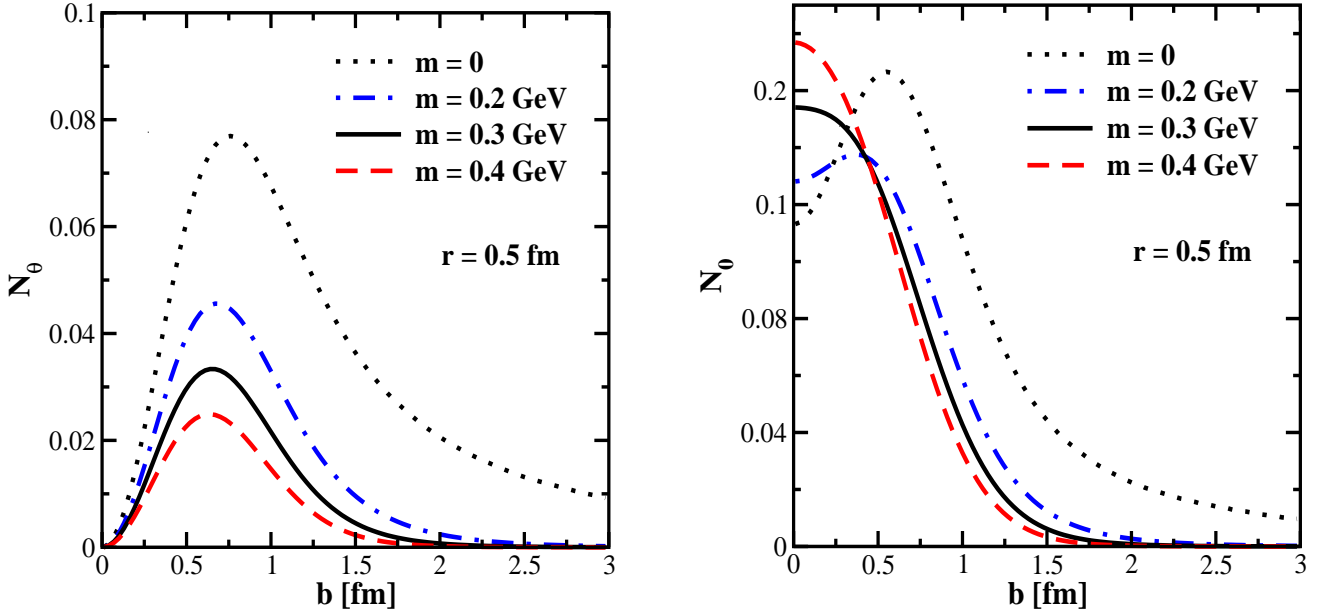 0.1
0.08
0.06
0.04
0.02
0
N_θ
m = 0
m = 0.2 GeV
m = 0.3 GeV
m = 0.4 GeV
r = 0.5 fm
0 0.5 1 1.5 2 2.5 3
b [fm]
0.2
0.1
0.08
0.04
0
N_0
m = 0
m = 0.2 GeV
m = 0.3 GeV
m = 0.4 GeV
r = 0.5 fm
0 0.5 1 1.5 2 2.5 3
b [fm]